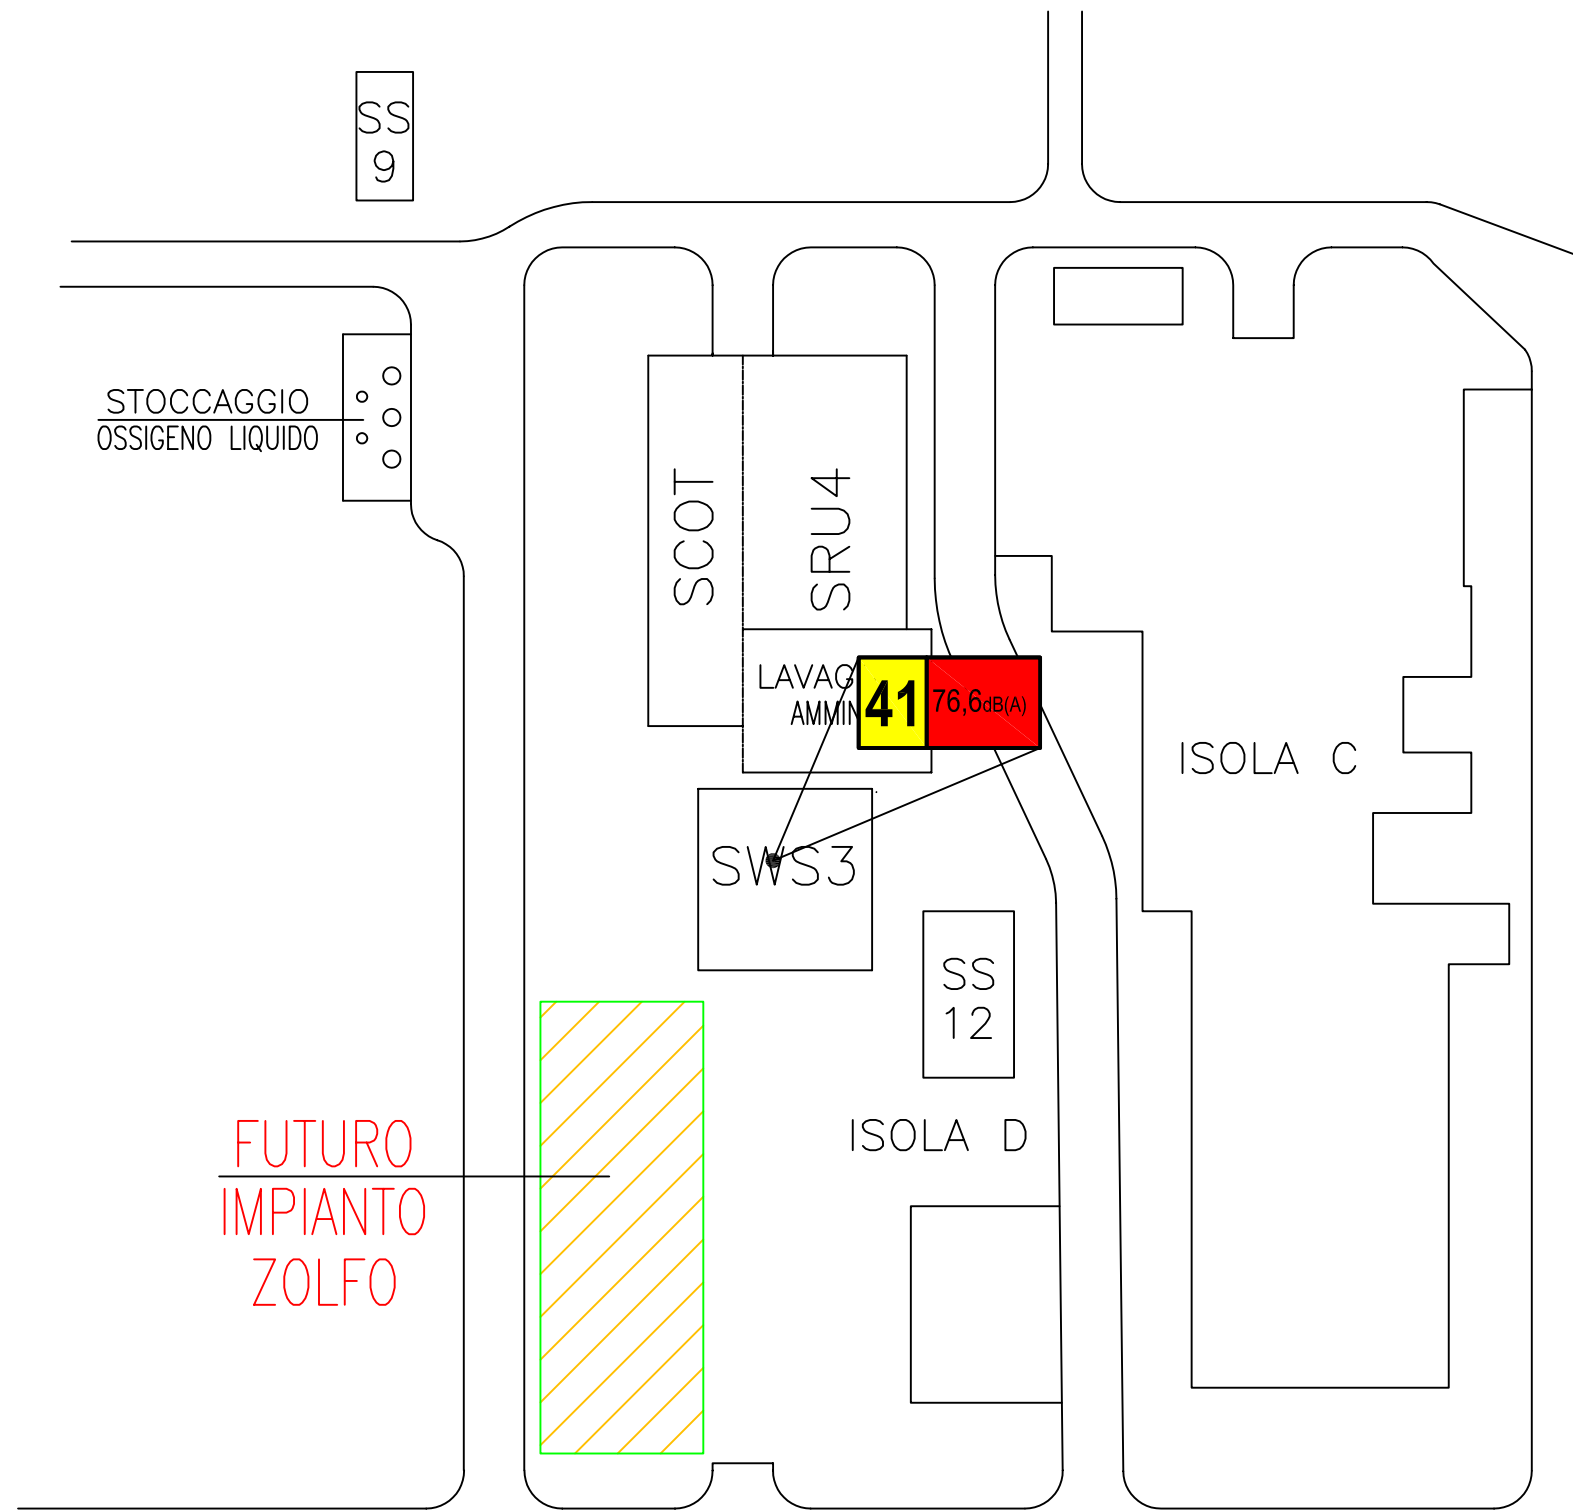 SS
9
STOCCAGGIO
OSSIGENO LIQUIDO
SCOT
SRU4
LAVAG
AMMIN
41
76,6dB(A)
ISOLA C
SWS3
SS
12
ISOLA D
FUTURO
IMPIANTO
ZOLFO